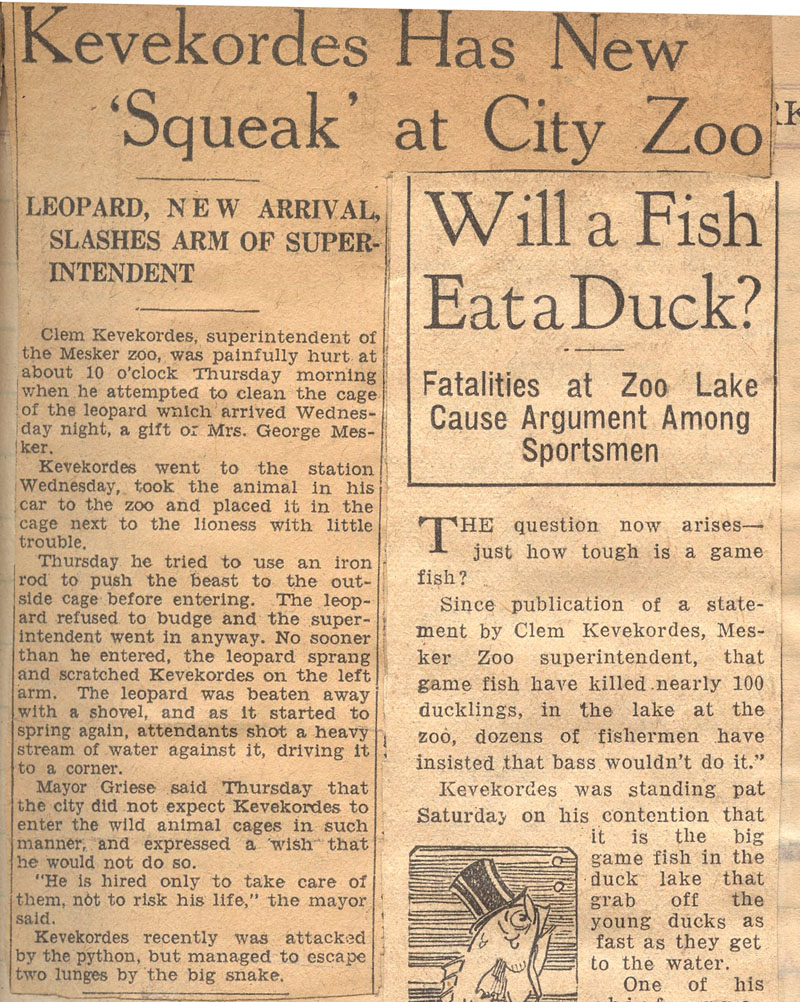 Kevekordes Has New
'Squeak' at City Zoo
LEOPARD, NEW ARRIVAL,
SLASHES ARM OF SUPER-
INTENDENT
Clem Kevekordes, superintendent of
the Mesker zoo, was painfully hurt at
about 10 o'clock Thursday morning
when he attempted to clean the cage
of the leopard which arrived Wednes-
day night, a gift of Mrs. George Mes-
ker.
Kevekordes went to the station
Wednesday, took the animal in his
car to the zoo and placed it in the
cage next to the lioness with little
trouble.
Thursday he tried to use an iron
rod to push the beast to the out-
side cage before entering. The leop-
ard refused to budge and the super-
intendent went in anyway. No sooner
than he entered, the leopard sprang
and scratched Kevekordes on the left
arm. The leopard was beaten away
with a shovel, and as it started to
spring again, attendants shot a heavy
stream of water against it, driving it
to a corner.
Mayor Griese said Thursday that
the city did not expect Kevekordes to
enter the wild animal cages in such
manner, and expressed a wish that
he would not do so.
"He is hired only to take care of
them, not to risk his life," the mayor
said.
Kevekordes recently was attacked
by the python, but managed to escape
two lunges by the big snake.
Will a Fish
Eat a Duck?
Fatalities at Zoo Lake
Cause Argument Among
Sportsmen
THE question now arises—
just how tough is a game
fish?
Since publication of a state-
ment by Clem Kevekordes, Mes-
ker Zoo superintendent, that
game fish have killed nearly 100
ducklings, in the lake at the
zoo, dozens of fishermen have
insisted that bass wouldn't do it."
Kevekordes was standing pat
Saturday on his contention that
it is the big
game fish in the
duck lake that
grab off the
young ducks as
fast as they get
to the water.
One of his